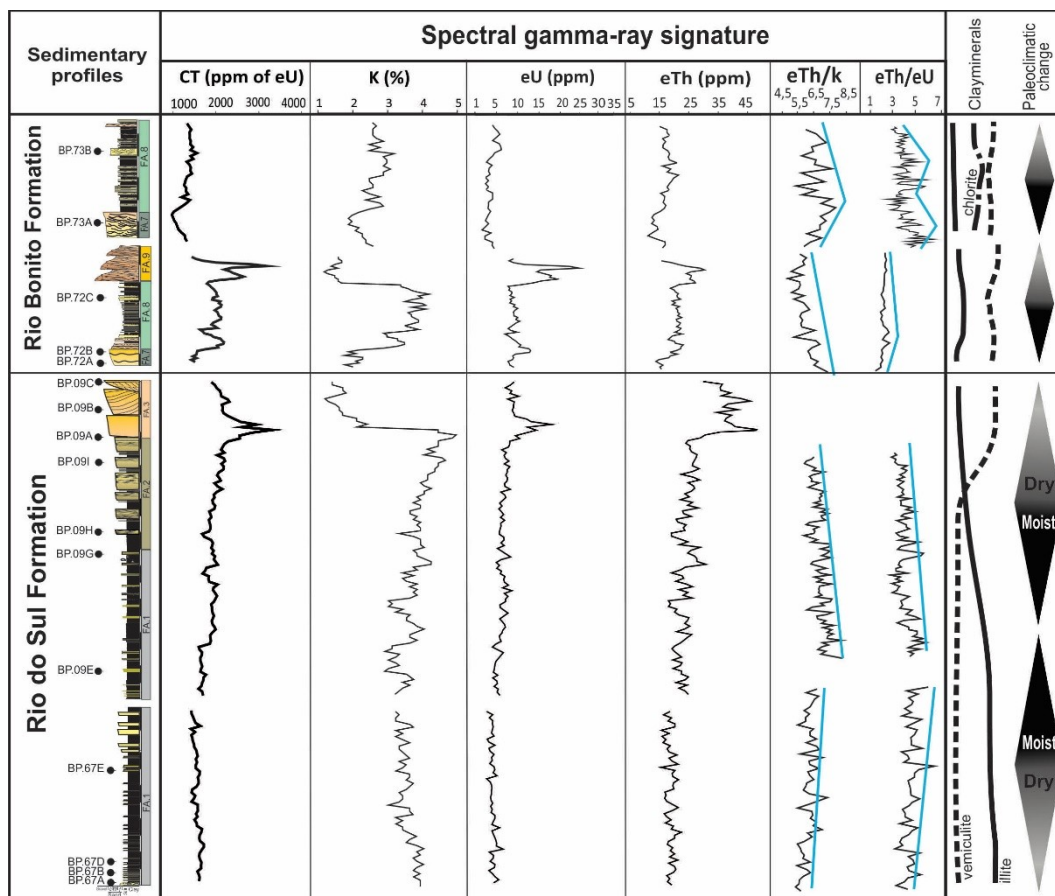 Sedimentary
profiles
Spectral gamma-ray signature
CT (ppm of eU)
K (%)
eU (ppm)
eTh (ppm)
eTh/k
eTh/eU
Clayminerals
Paleoclimatic
change
1000 2000 3000 4000
1 2 3 4 5
1 5 10 15 20 25 30 35
5 15 25 35 45
4,5 6,5 8,5
5,5 7,5
1 3 5 7
Rio Bonito Formation
BP.73B
BP.73A
BP.72C
BP.72B
BP.72A
FA.8
FA.7
FA.9
FA.8
FA.7
chlorite
Rio do Sul Formation
BP.09C
BP.09B
BP.09A
BP.09I
BP.09H
BP.09G
BP.09E
BP.67E
BP.67D
BP.67B
BP.67A
FA.3
FA.2
FA.1
FA.1
Dry
Moist
Moist
Dry
vemiculite
illite